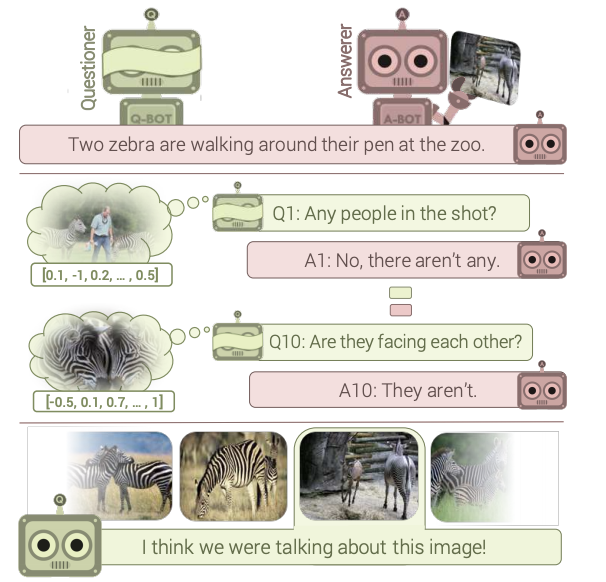 Q
A
Questioner
Answerer
Q-BOT
A-BOT
Two zebra are walking around their pen at the zoo.
Q1: Any people in the shot?
[0.1, -1, 0.2, ... , 0.5]
A1: No, there aren't any.
Q10: Are they facing each other?
[-0.5, 0.1, 0.7, ... , 1]
A10: They aren't.
I think we were talking about this image!